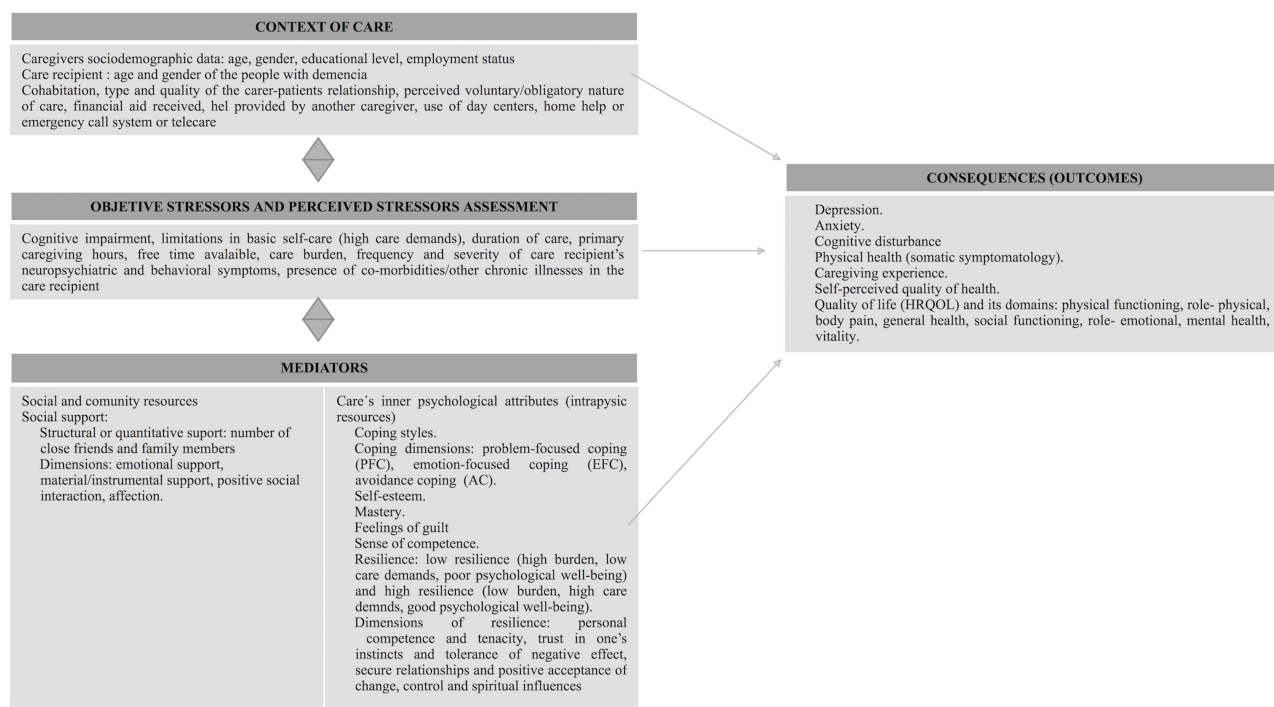 CONTEXT OF CARE
Caregivers sociodemographic data: age, gender, educational level, employment status
Care recipient : age and gender of the people with demencia
Cohabitation, type and quality of the carer-patients relationship, perceived voluntary/obligatory nature
of care, financial aid received, hel provided by another caregiver, use of day centers, home help or
emergency call system or telecare
OBJETIVE STRESSORS AND PERCEIVED STRESSORS ASSESSMENT
Cognitive impairment, limitations in basic self-care (high care demands), duration of care, primary
caregiving hours, free time avalaible, care burden, frequency and severity of care recipient's
neuropsychiatric and behavioral symptoms, presence of co-morbidities/other chronic illnesses in the
care recipient
MEDIATORS
Social and comunity resources
Social support:
Structural or quantitative suport: number of
close friends and family members
Dimensions: emotional support,
material/instrumental support, positive social
interaction, affection.
Care´s inner psychological attributes (intrapysic
resources)
Coping styles.
Coping dimensions: problem-focused coping
(PFC), emotion-focused coping (EFC),
avoidance coping (AC).
Self-esteem.
Mastery.
Feelings of guilt
Sense of competence.
Resilience: low resilience (high burden, low
care demands, poor psychological well-being)
and high resilience (low burden, high care
demnds, good psychological well-being).
Dimensions of resilience: personal
competence and tenacity, trust in one's
instincts and tolerance of negative effect,
secure relationships and positive acceptance of
change, control and spiritual influences
CONSEQUENCES (OUTCOMES)
Depression.
Anxiety.
Cognitive disturbance
Physical health (somatic symptomatology).
Caregiving experience.
Self-perceived quality of health.
Quality of life (HRQOL) and its domains: physical functioning, role- physical,
body pain, general health, social functioning, role- emotional, mental health,
vitality.